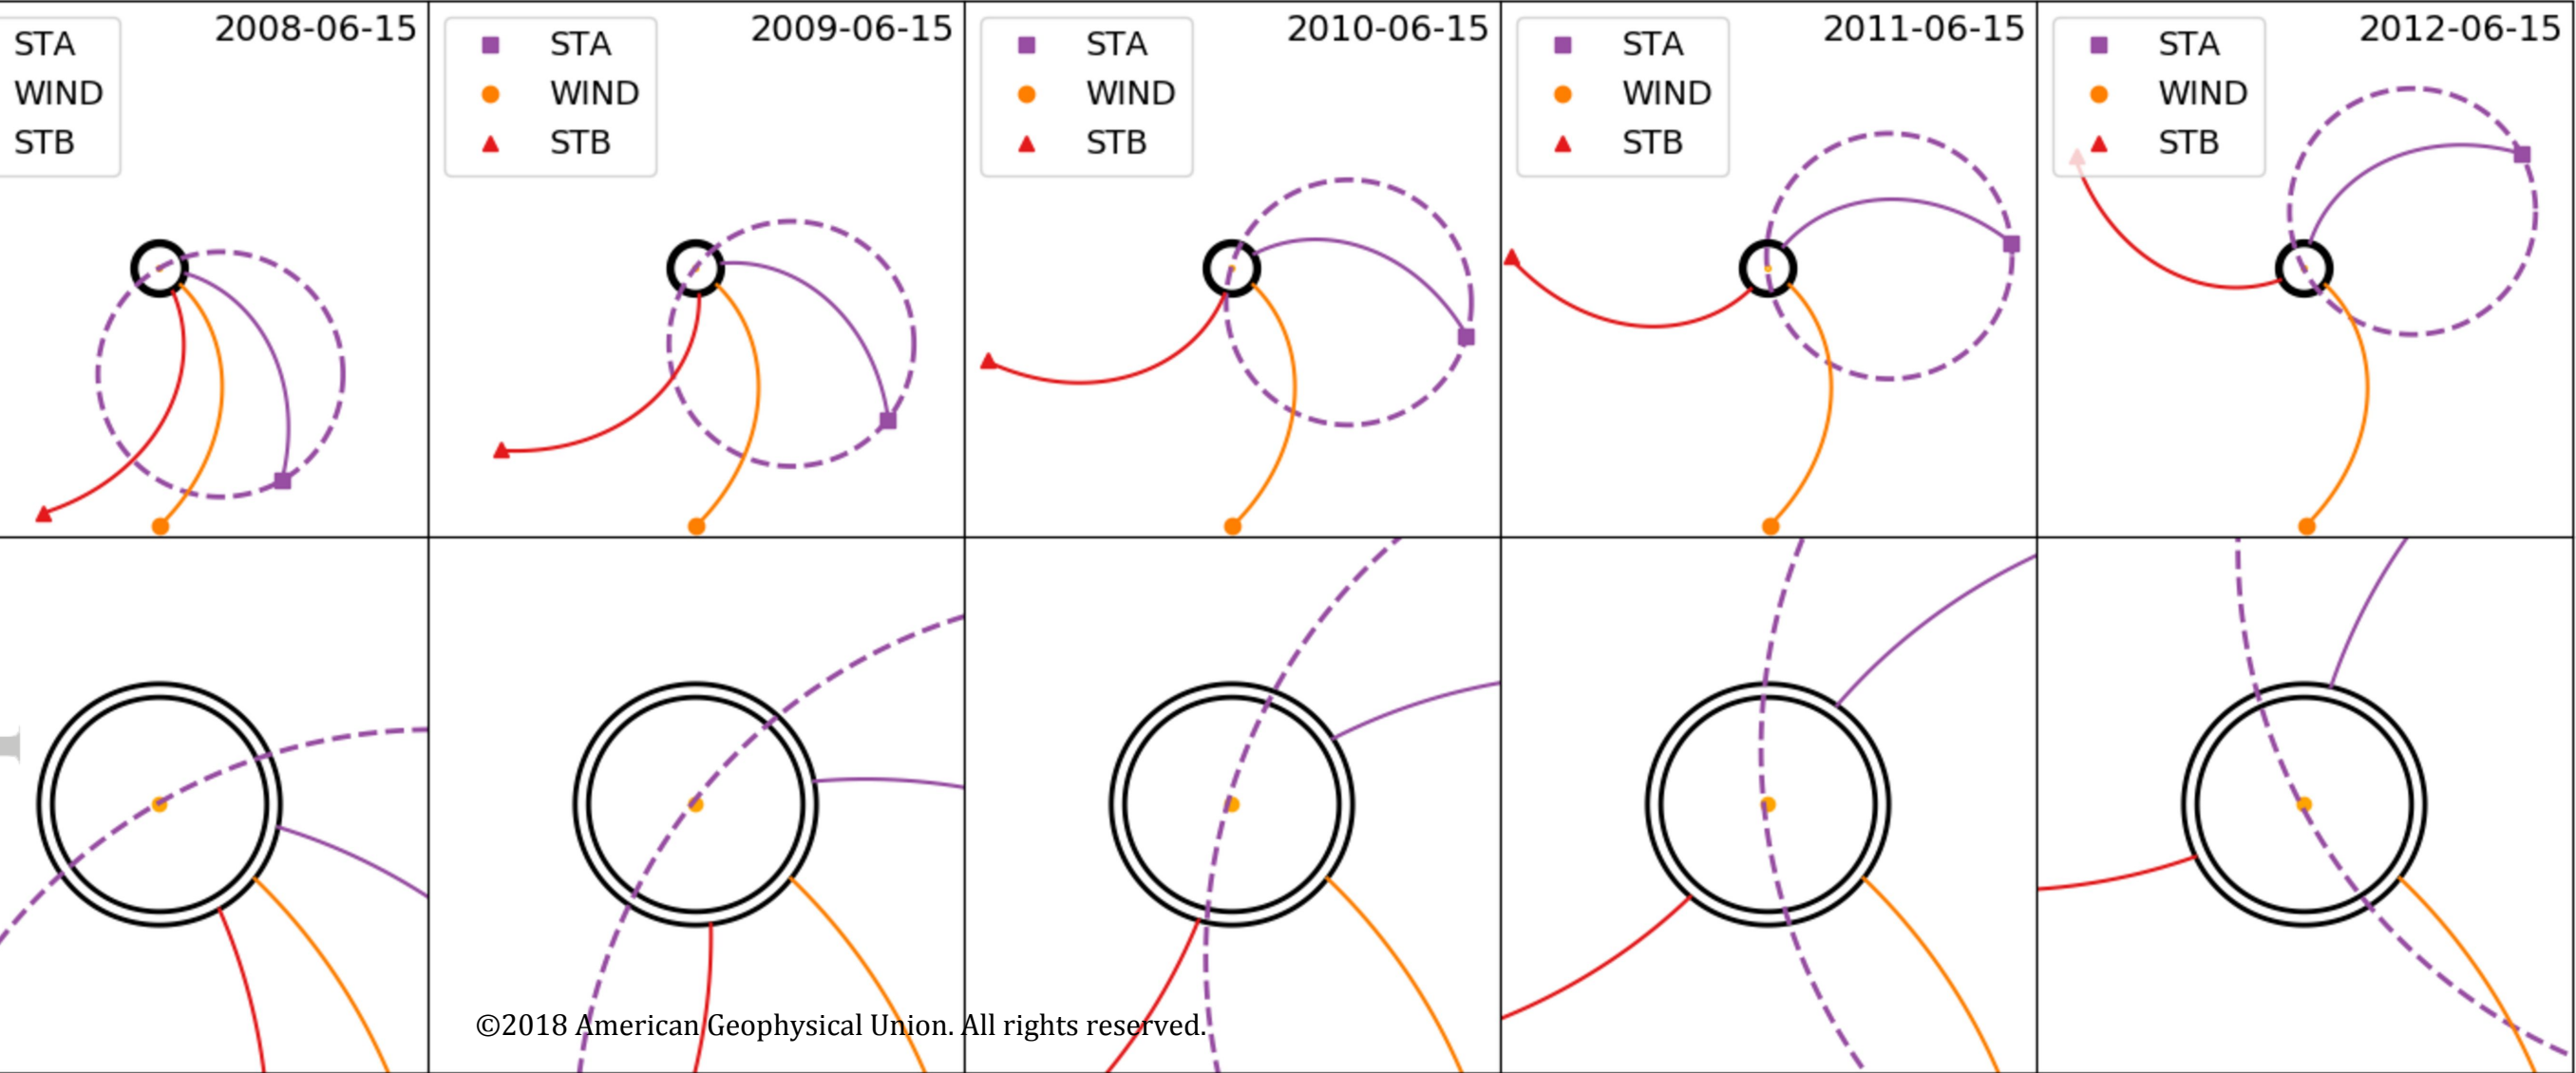 2008-06-15
STA
WIND
STB
2009-06-15
STA
WIND
STB
2010-06-15
STA
WIND
STB
2011-06-15
STA
WIND
STB
2012-06-15
STA
WIND
STB
©2018 American Geophysical Union. All rights reserved.